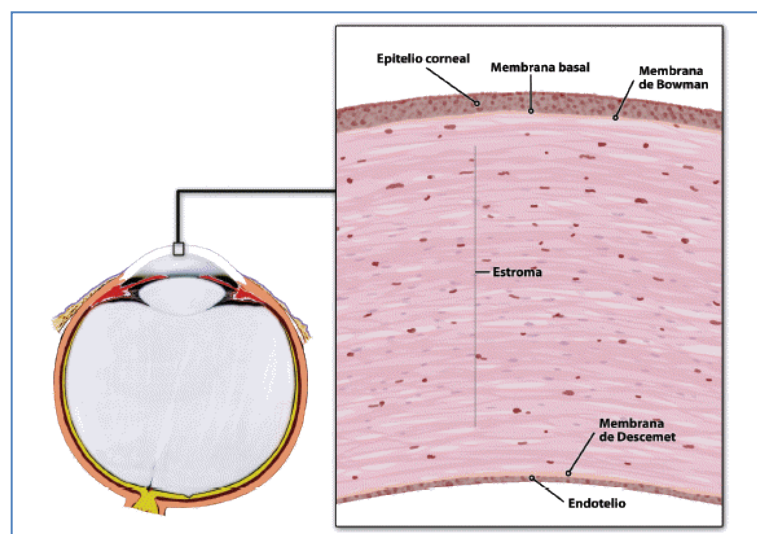 Epitelio corneal
Membrana basal
Membrana
de Bowman
Estroma
Membrana
de Descemet
Endotelio